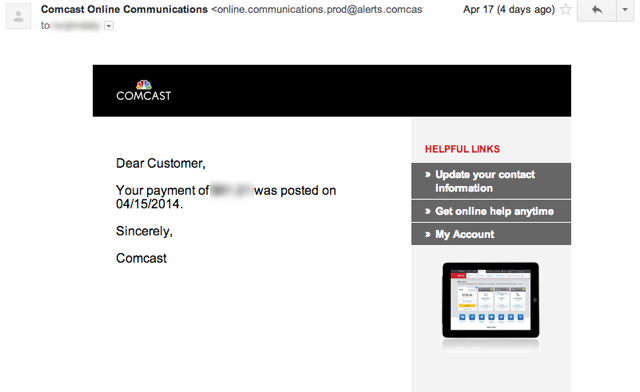 Comcast Online Communications <online.communications.prod@alerts.comcas
Apr 17 (4 days ago)
to
COMCAST
Dear Customer,
Your payment of was posted on
04/15/2014.
Sincerely,
Comcast
HELPFUL LINKS
» Update your contact
information
» Get online help anytime
» My Account